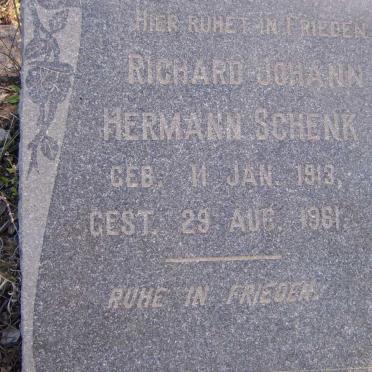 HIER RUHET IN FRIEDEN
RICHARD JOHANN
HERMANN SCHENK
GEB. 11 JAN. 1913,
GEST. 29 AUG. 1961.
RUHE IN FRIEDEN.